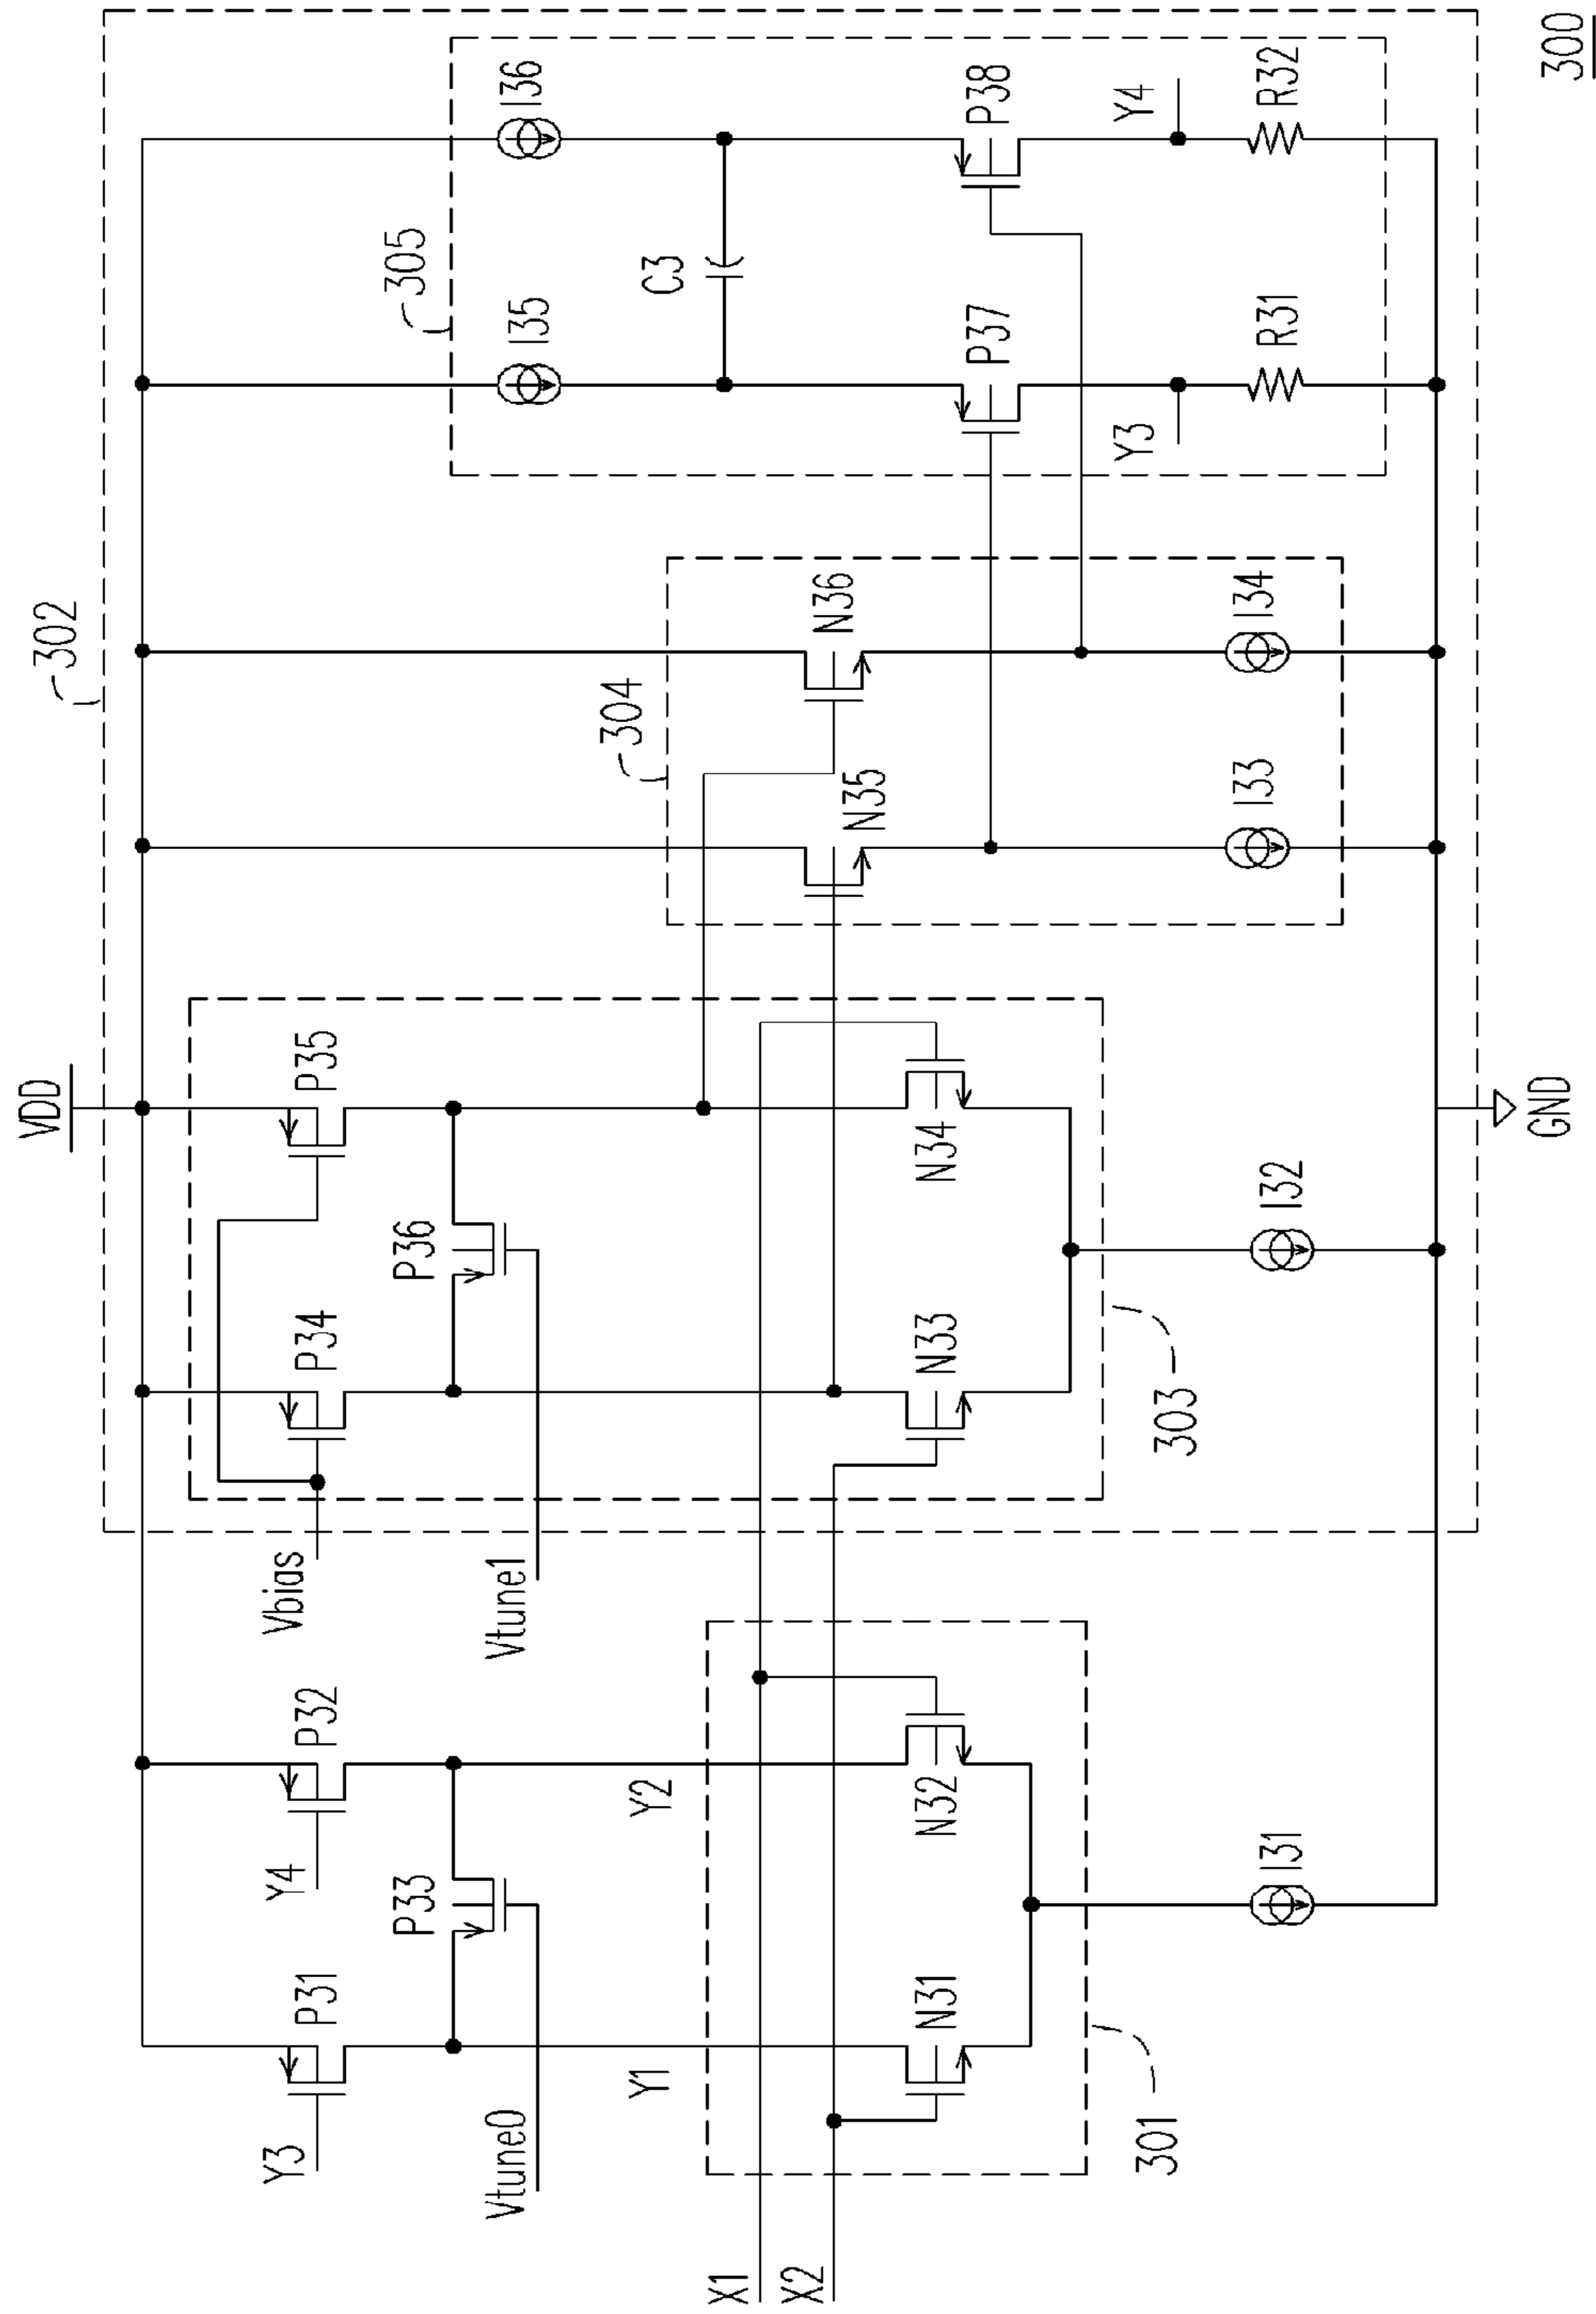 VDD
302
P31
P32
P34
P35
I35
I36
305
Y3
Y4
Vbias
P33
P36
Vtune0
Vtune1
C3
Y1
Y2
304
N35
N36
P37
P38
X1
X2
N31
N32
N33
N34
Y3
Y4
301
303
I31
I32
I33
I34
R31
R32
GND
300